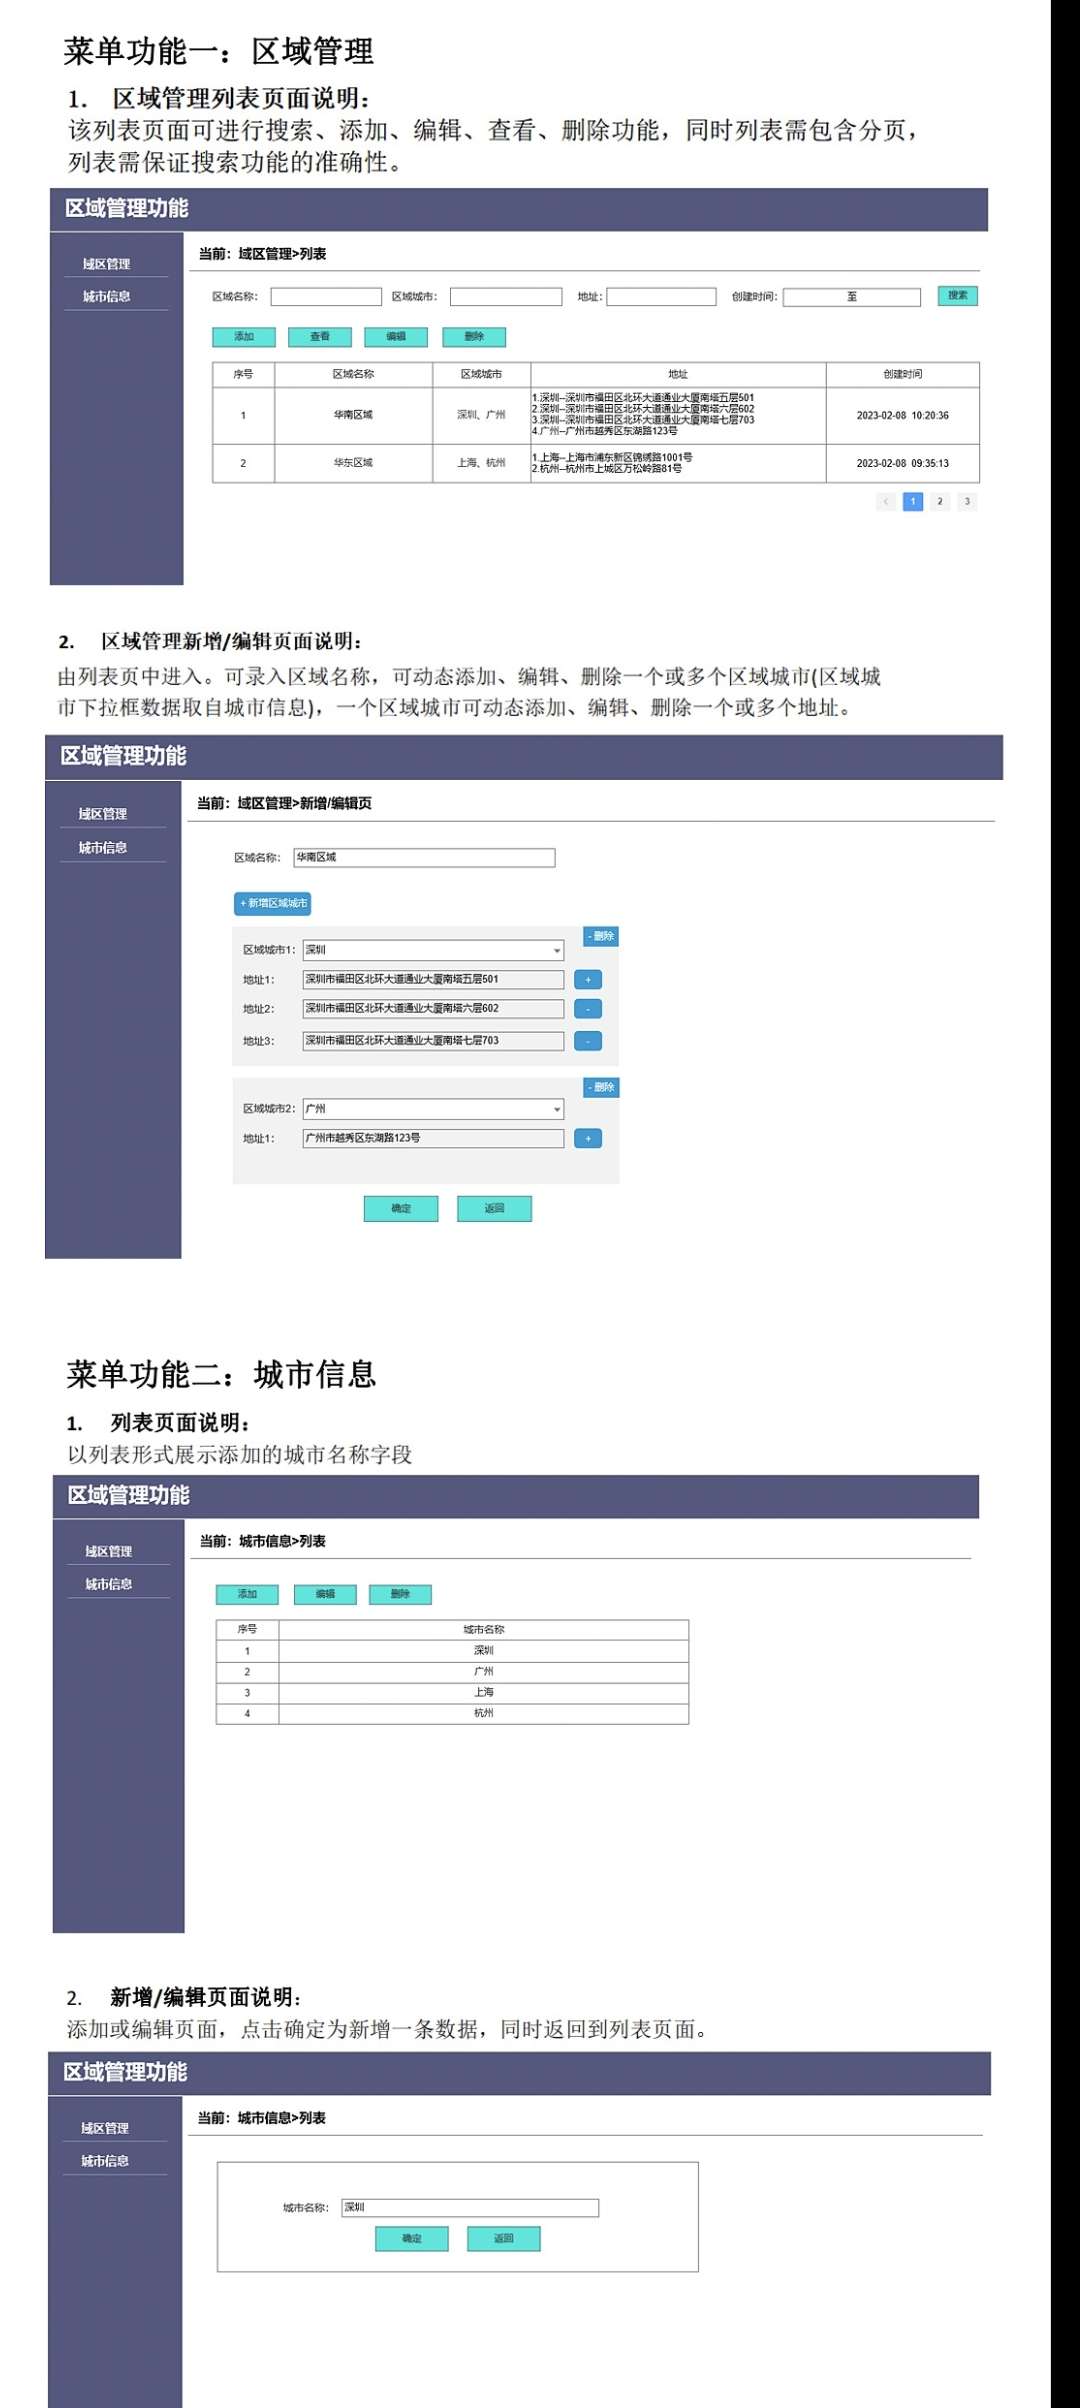 菜单功能一：区域管理
1. 区域管理列表页面说明：
该列表页面可进行搜索、添加、编辑、查看、删除功能，同时列表需包含分页，
列表需保证搜索功能的准确性。
区域管理功能
域区管理
城市信息
当前：域区管理>列表
区域名称： 区域城市： 地址： 创建时间： 至 搜索
添加 查看 编辑 删除
序号 区域名称 区域城市 地址 创建时间
1 华南区域 深圳、广州
1.深圳--深圳市福田区北环大道通业大厦南塔五层501
2.深圳--深圳市福田区北环大道通业大厦南塔六层602
3.深圳--深圳市福田区北环大道通业大厦南塔七层703
4.广州--广州市越秀区东湖路123号
2023-02-08 10:20:36
2 华东区域 上海、杭州
1.上海--上海市浦东新区锦绣路1001号
2.杭州--杭州市上城区万松岭路81号
2023-02-08 09:35:13
< 1 2 3
2. 区域管理新增/编辑页面说明：
由列表页中进入。可录入区域名称，可动态添加、编辑、删除一个或多个区域城市(区域城
市下拉框数据取自城市信息)，一个区域城市可动态添加、编辑、删除一个或多个地址。
区域管理功能
域区管理
城市信息
当前：域区管理>新增/编辑页
区域名称： 华南区域
+ 新增区域城市
- 删除
区域城市1： 深圳
地址1： 深圳市福田区北环大道通业大厦南塔五层501 +
地址2： 深圳市福田区北环大道通业大厦南塔六层602 -
地址3： 深圳市福田区北环大道通业大厦南塔七层703 -
- 删除
区域城市2： 广州
地址1： 广州市越秀区东湖路123号 +
确定 返回
菜单功能二：城市信息
1. 列表页面说明：
以列表形式展示添加的城市名称字段
区域管理功能
域区管理
城市信息
当前：城市信息>列表
添加 编辑 删除
序号 城市名称
1 深圳
2 广州
3 上海
4 杭州
2. 新增/编辑页面说明：
添加或编辑页面，点击确定为新增一条数据，同时返回到列表页面。
区域管理功能
域区管理
城市信息
当前：城市信息>列表
城市名称： 深圳
确定 返回